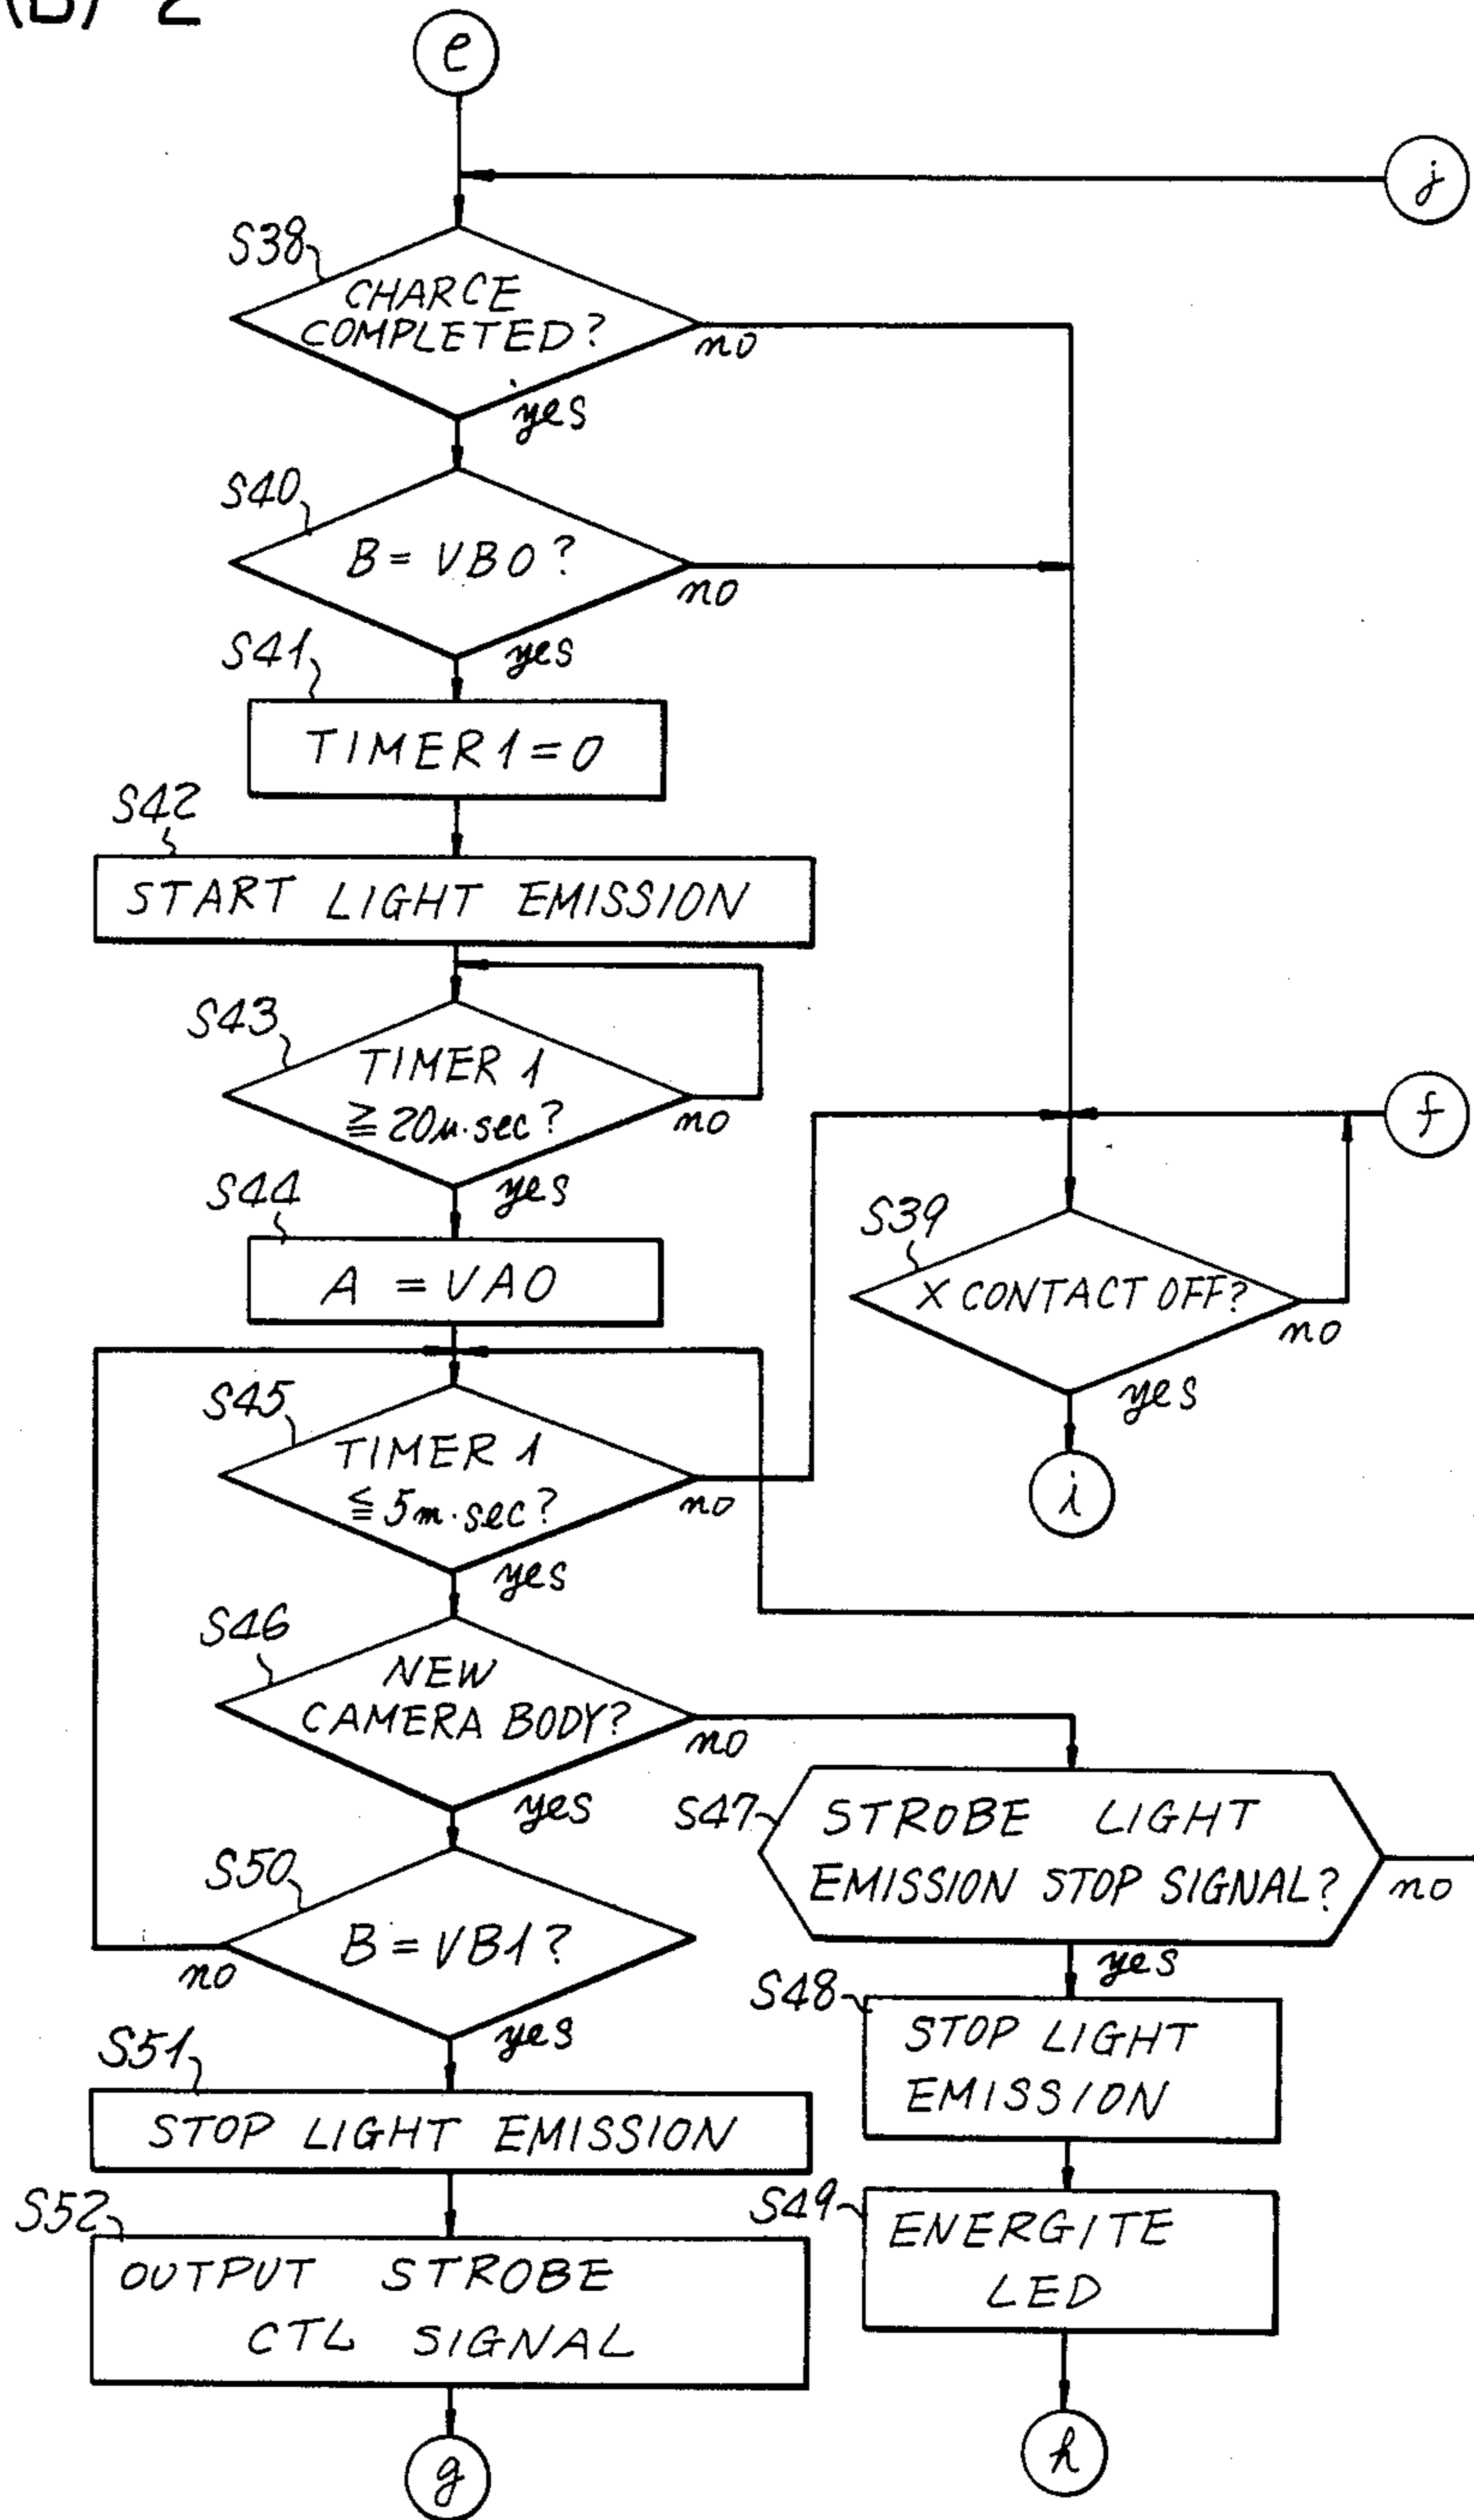 (B) 2
e
j
S38
CHARCE
COMPLETED?
no
yes
S40
B = VB0?
no
yes
S41
TIMER1=0
S42
START LIGHT EMISSION
S43
TIMER 1
≧ 20μ·sec?
no
yes
f
S44
A = VA0
S39
X CONTACT OFF?
no
yes
i
S45
TIMER 1
≦ 5m·sec?
no
yes
S46
NEW
CAMERA BODY?
no
yes
S47
STROBE LIGHT
EMISSION STOP SIGNAL?
no
yes
S50
B = VB1?
no
yes
S48
STOP LIGHT
EMISSION
S51
STOP LIGHT EMISSION
S49
ENERGITE
LED
S52
OUTPUT STROBE
CTL SIGNAL
h
g